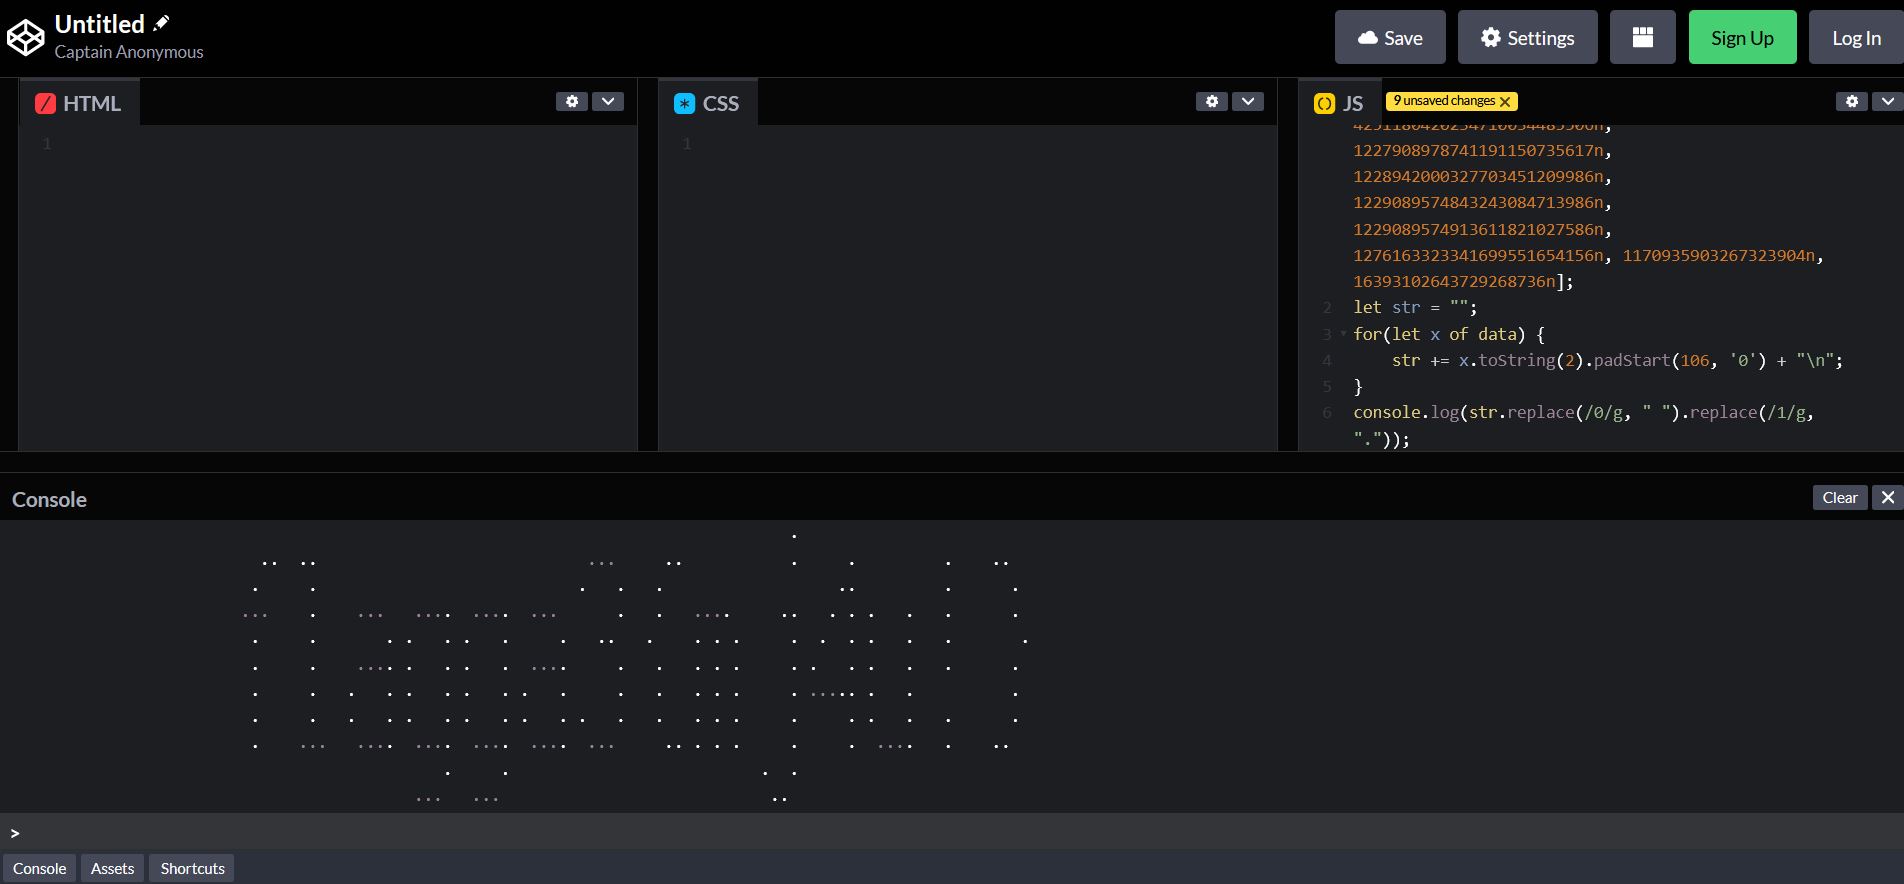 Untitled
Captain Anonymous
Save
Settings
Sign Up
Log In
HTML
1
CSS
1
JS
9 unsaved changes
1227908978741191150735617n,
1228942000327703451209986n,
1229089574843243084713986n,
1229089574913611821027586n,
1276163323341699551654156n, 1170935903267323904n,
16393102643729268736n];
2 let str = "";
3 for(let x of data) {
4 str += x.toString(2).padStart(106, '0') + "\n";
5 }
6 console.log(str.replace(/0/g, " ").replace(/1/g,
"."));
Console
Clear
flagga3{mj4u!}
>
Console
Assets
Shortcuts